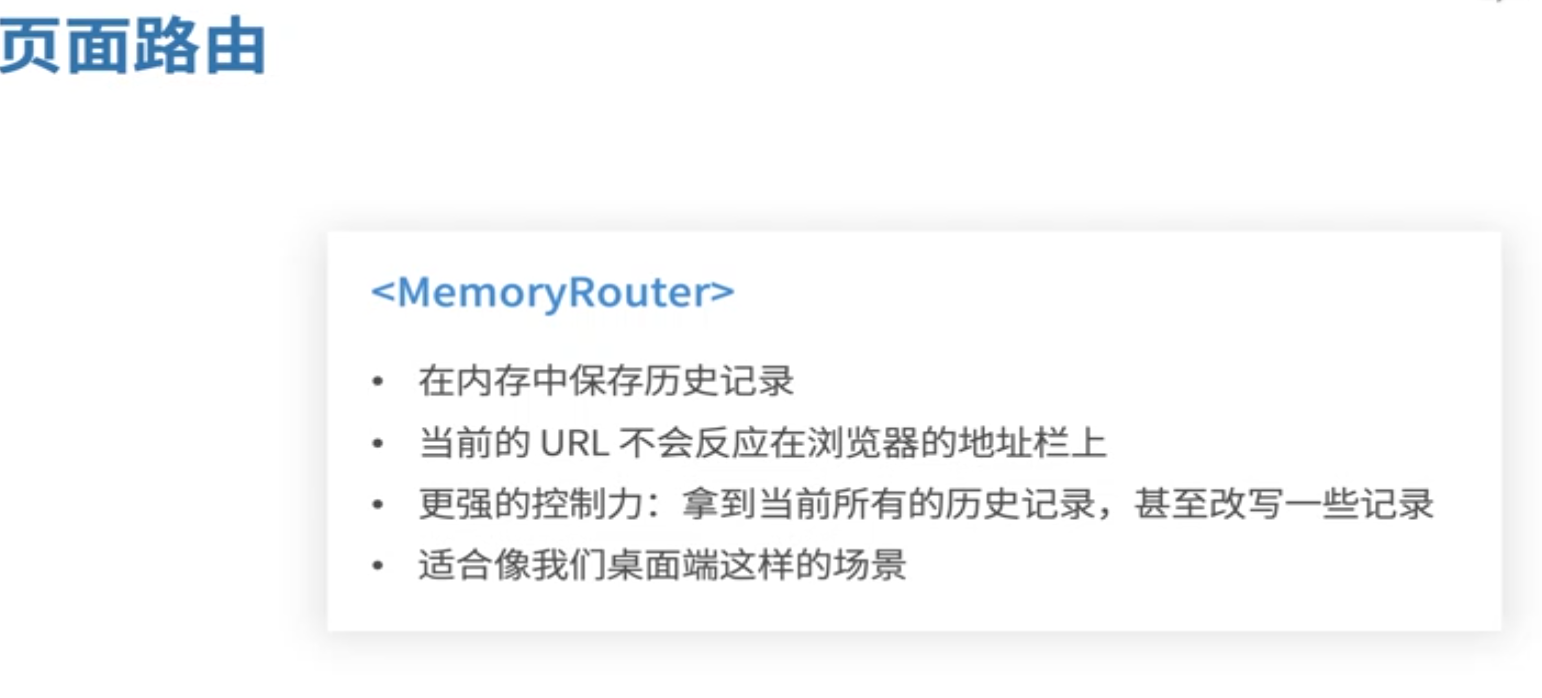 页面路由
<MemoryRouter>
• 在内存中保存历史记录
• 当前的 URL 不会反应在浏览器的地址栏上
• 更强的控制力：拿到当前所有的历史记录，甚至改写一些记录
• 适合像我们桌面端这样的场景